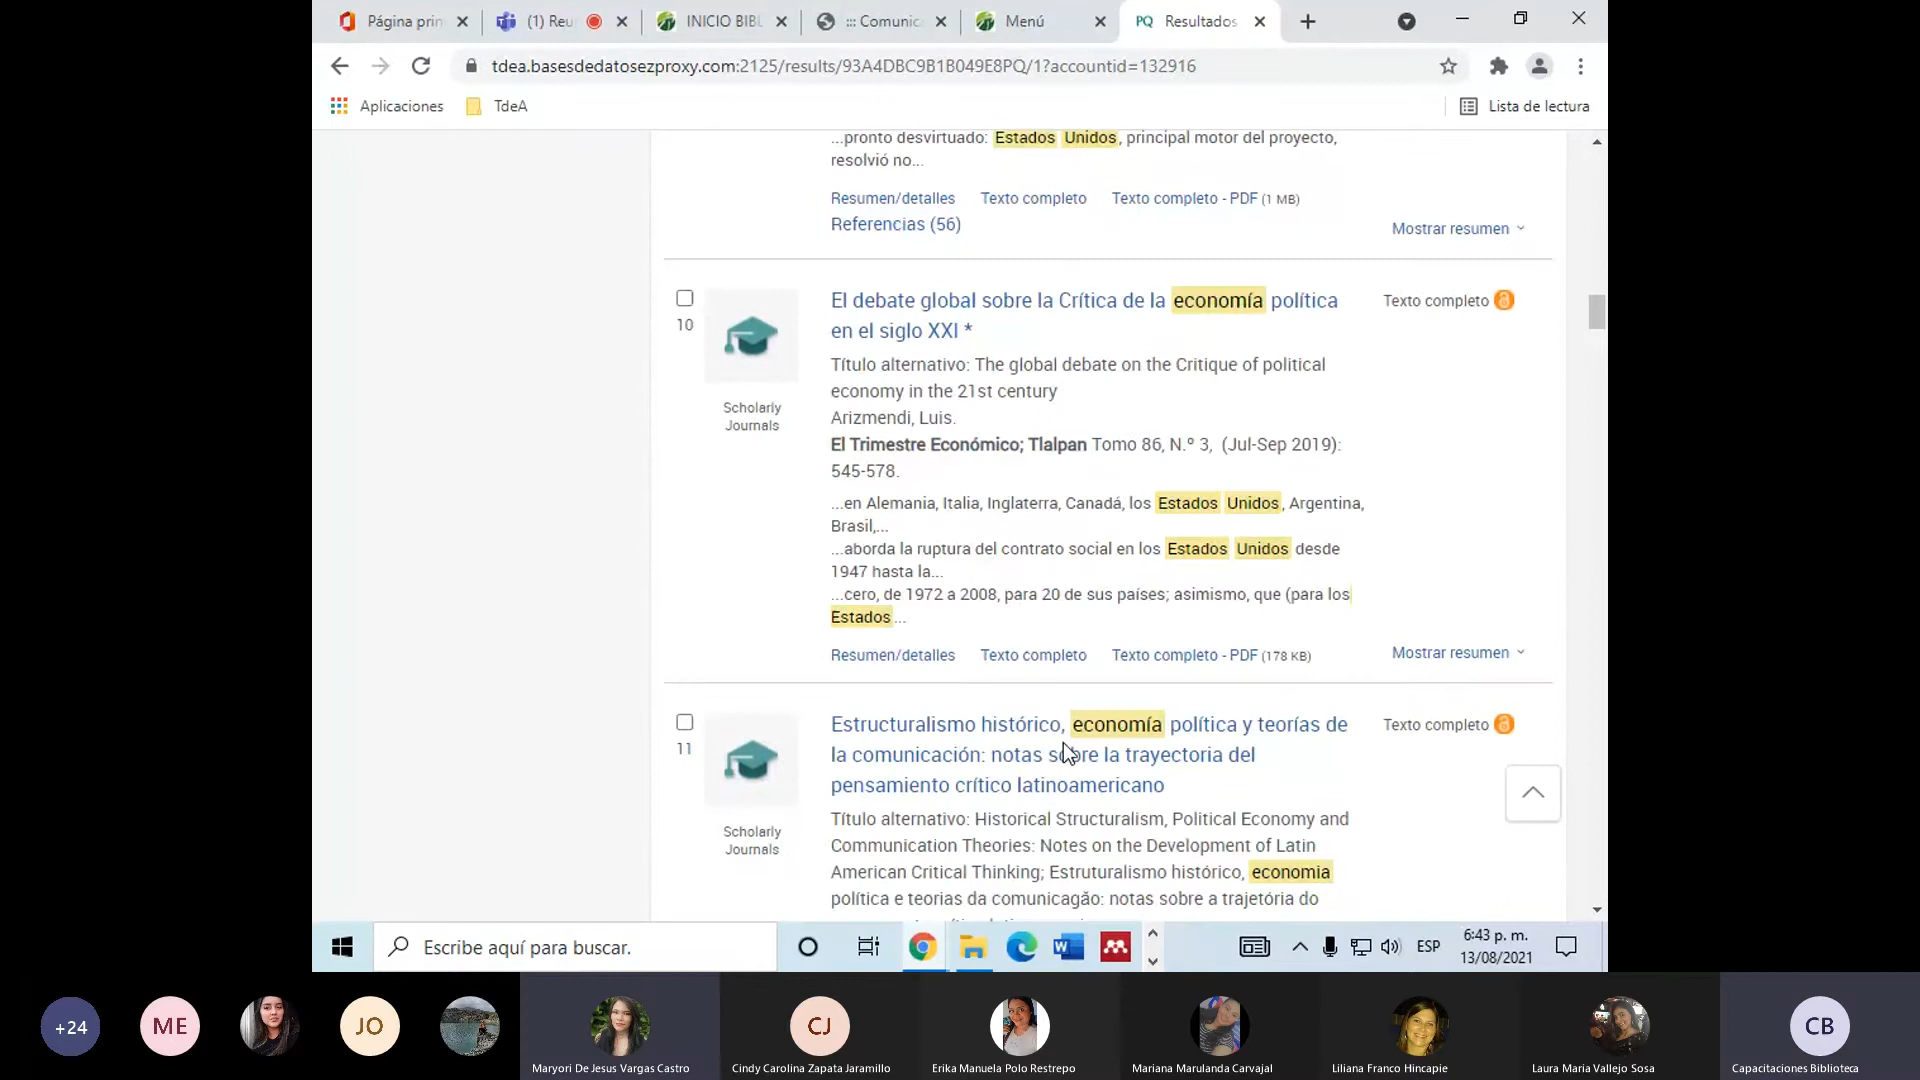 Página prin
(1) Reu
INICIO BIBL
::: Comunic
Menú
PQ Resultados
tdea.basesdedatosezproxy.com:2125/results/93A4DBC9B1B049E8PQ/1?accountid=132916
Aplicaciones
TdeA
Lista de lectura
...pronto desvirtuado: Estados Unidos, principal motor del proyecto,
resolvió no...
Resumen/detalles Texto completo Texto completo - PDF (1 MB)
Referencias (56)
Mostrar resumen
10
Scholarly
Journals
El debate global sobre la Crítica de la economía política
en el siglo XXI *
Texto completo
Título alternativo: The global debate on the Critique of political
economy in the 21st century
Arizmendi, Luis.
El Trimestre Económico; Tlalpan Tomo 86, N.º 3, (Jul-Sep 2019):
545-578.
...en Alemania, Italia, Inglaterra, Canadá, los Estados Unidos, Argentina,
Brasil,...
...aborda la ruptura del contrato social en los Estados Unidos desde
1947 hasta la...
...cero, de 1972 a 2008, para 20 de sus países; asimismo, que (para los
Estados...
Resumen/detalles Texto completo Texto completo - PDF (178 KB)
Mostrar resumen
11
Scholarly
Journals
Estructuralismo histórico, economía política y teorías de
la comunicación: notas sobre la trayectoria del
pensamiento crítico latinoamericano
Texto completo
Título alternativo: Historical Structuralism, Political Economy and
Communication Theories: Notes on the Development of Latin
American Critical Thinking; Estruturalismo histórico, economia
política e teorias da comunicagão: notas sobre a trajetória do
Escribe aquí para buscar.
ESP
6:43 p. m.
13/08/2021
+24
ME
JO
Maryori De Jesus Vargas Castro
CJ
Cindy Carolina Zapata Jaramillo
Erika Manuela Polo Restrepo
Mariana Marulanda Carvajal
Liliana Franco Hincapie
Laura Maria Vallejo Sosa
CB
Capacitaciones Biblioteca